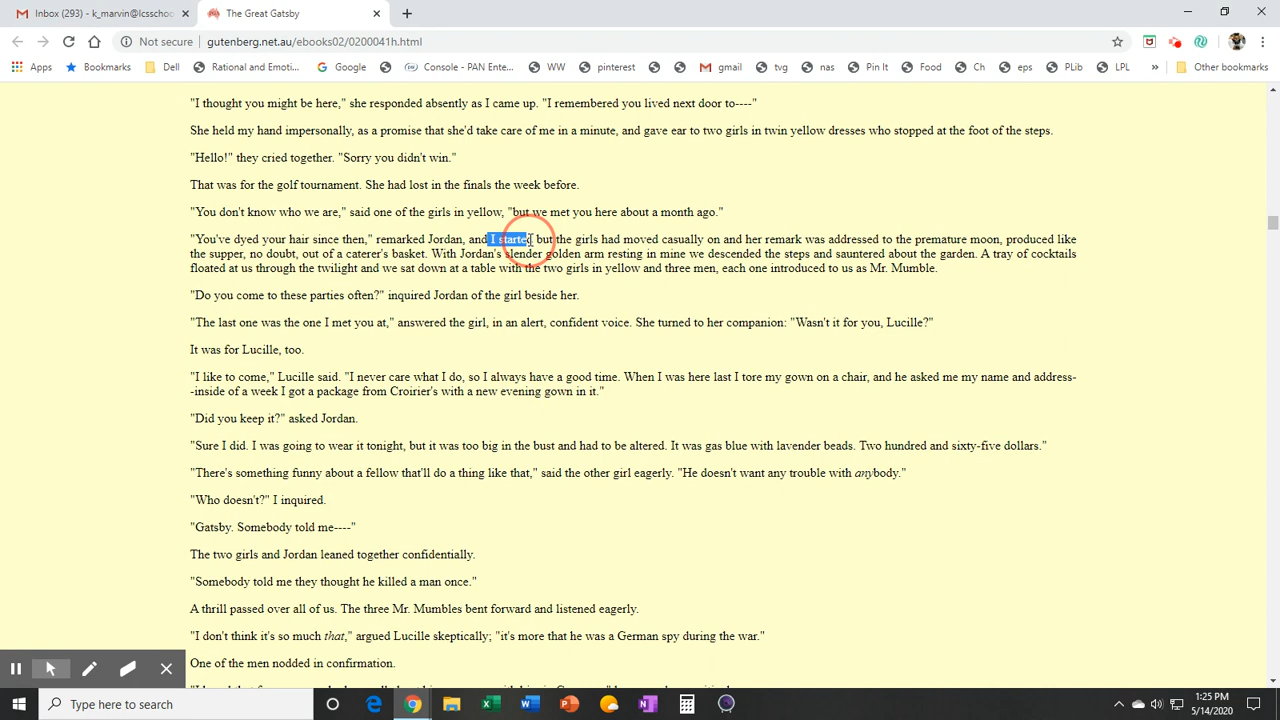 Inbox (293) - k_marvin@lcsschoo
The Great Gatsby
Not secure | gutenberg.net.au/ebooks02/0200041h.html
Apps Bookmarks Dell Rational and Emoti... Google Console - PAN Ente... WW pinterest gmail tvg nas Pin It Food Ch eps PLib LPL » Other bookmarks
"I thought you might be here," she responded absently as I came up. "I remembered you lived next door to----"
She held my hand impersonally, as a promise that she'd take care of me in a minute, and gave ear to two girls in twin yellow dresses who stopped at the foot of the steps.
"Hello!" they cried together. "Sorry you didn't win."
That was for the golf tournament. She had lost in the finals the week before.
"You don't know who we are," said one of the girls in yellow, "but we met you here about a month ago."
"You've dyed your hair since then," remarked Jordan, and I started but the girls had moved casually on and her remark was addressed to the premature moon, produced like
the supper, no doubt, out of a caterer's basket. With Jordan's slender golden arm resting in mine we descended the steps and sauntered about the garden. A tray of cocktails
floated at us through the twilight and we sat down at a table with the two girls in yellow and three men, each one introduced to us as Mr. Mumble.
"Do you come to these parties often?" inquired Jordan of the girl beside her.
"The last one was the one I met you at," answered the girl, in an alert, confident voice. She turned to her companion: "Wasn't it for you, Lucille?"
It was for Lucille, too.
"I like to come," Lucille said. "I never care what I do, so I always have a good time. When I was here last I tore my gown on a chair, and he asked me my name and address-
-inside of a week I got a package from Croirier's with a new evening gown in it."
"Did you keep it?" asked Jordan.
"Sure I did. I was going to wear it tonight, but it was too big in the bust and had to be altered. It was gas blue with lavender beads. Two hundred and sixty-five dollars."
"There's something funny about a fellow that'll do a thing like that," said the other girl eagerly. "He doesn't want any trouble with anybody."
"Who doesn't?" I inquired.
"Gatsby. Somebody told me----"
The two girls and Jordan leaned together confidentially.
"Somebody told me they thought he killed a man once."
A thrill passed over all of us. The three Mr. Mumbles bent forward and listened eagerly.
"I don't think it's so much that," argued Lucille skeptically; "it's more that he was a German spy during the war."
One of the men nodded in confirmation.
Type here to search
1:25 PM
5/14/2020